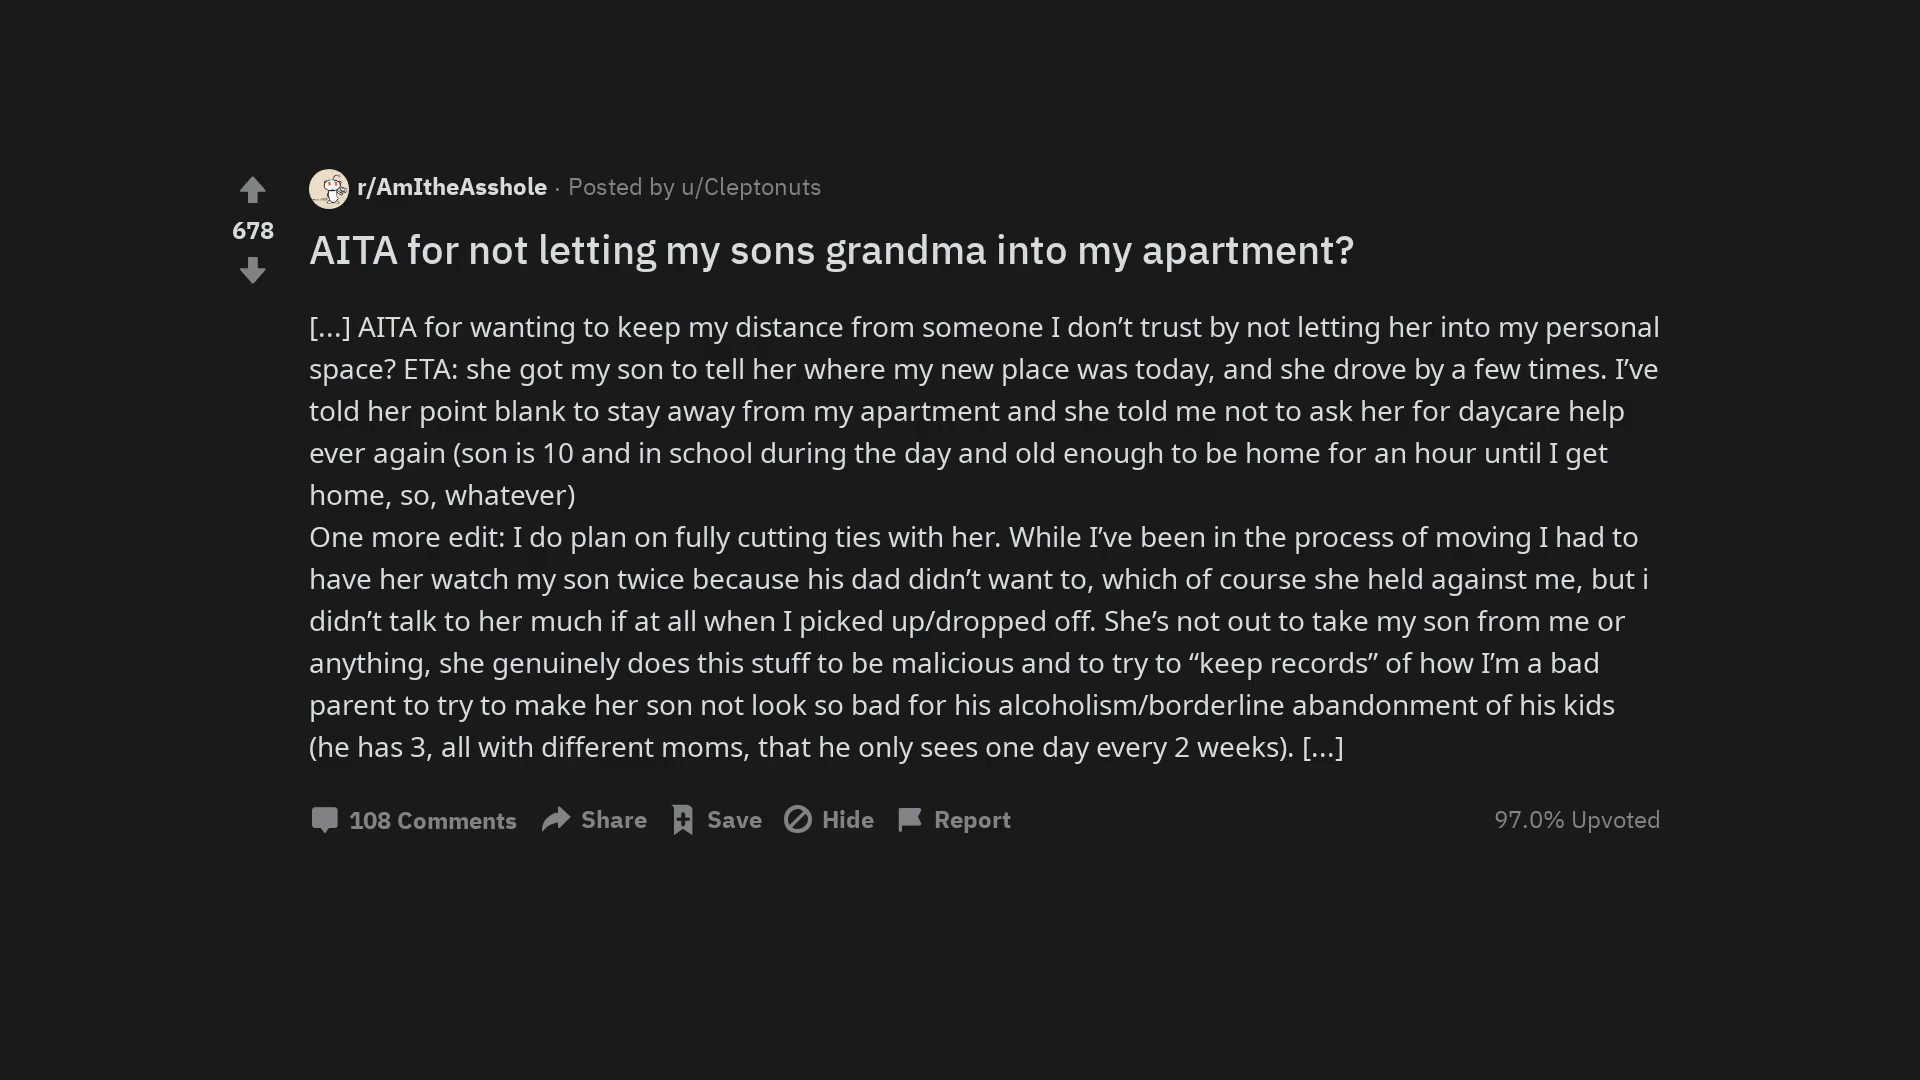 r/AmItheAsshole · Posted by u/Cleptonuts
678
AITA for not letting my sons grandma into my apartment?
[...] AITA for wanting to keep my distance from someone I don’t trust by not letting her into my personal
space? ETA: she got my son to tell her where my new place was today, and she drove by a few times. I’ve
told her point blank to stay away from my apartment and she told me not to ask her for daycare help
ever again (son is 10 and in school during the day and old enough to be home for an hour until I get
home, so, whatever)
One more edit: I do plan on fully cutting ties with her. While I’ve been in the process of moving I had to
have her watch my son twice because his dad didn’t want to, which of course she held against me, but i
didn’t talk to her much if at all when I picked up/dropped off. She’s not out to take my son from me or
anything, she genuinely does this stuff to be malicious and to try to “keep records” of how I’m a bad
parent to try to make her son not look so bad for his alcoholism/borderline abandonment of his kids
(he has 3, all with different moms, that he only sees one day every 2 weeks). [...]
108 Comments Share Save Hide Report 97.0% Upvoted